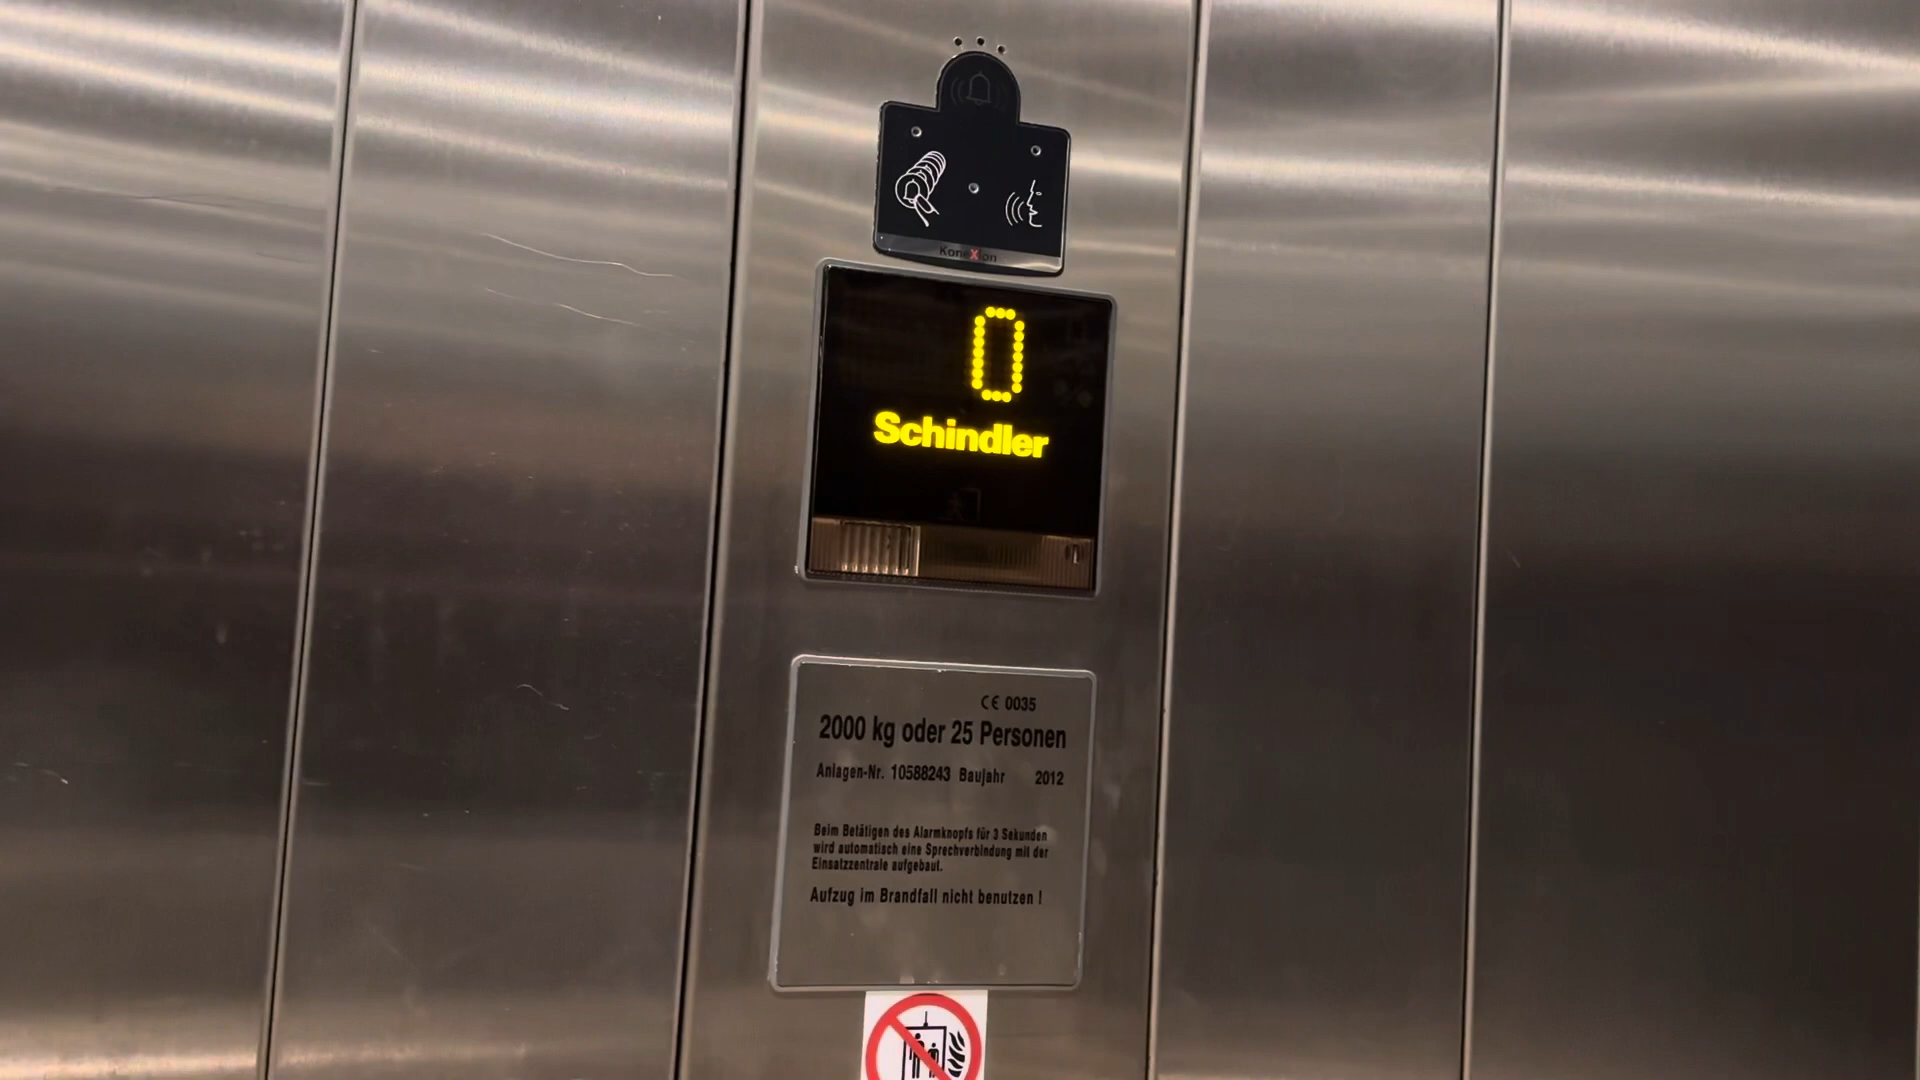 KoneXion
0
Schindler
CE 0035
2000 kg oder 25 Personen
Anlagen-Nr. 10588243 Baujahr 2012
Beim Betätigen des Alarmknopfs für 3 Sekunden
wird automatisch eine Sprechverbindung mit der
Einsatzzentrale aufgebaut.
Aufzug im Brandfall nicht benutzen !